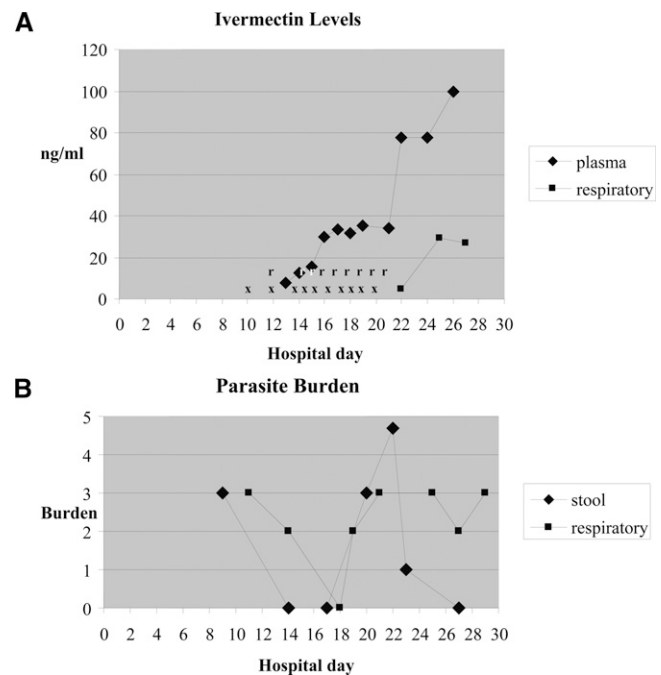 A
Ivermectin Levels
120
100
80
ng/ml
60
40
20
0
r r r r r r r r
x x x x x x x x x x
0 2 4 6 8 10 12 14 16 18 20 22 24 26 28 30
Hospital day
plasma
respiratory
B
Parasite Burden
5
4
3
Burden
2
1
0
0 2 4 6 8 10 12 14 16 18 20 22 24 26 28 30
Hospital day
stool
respiratory